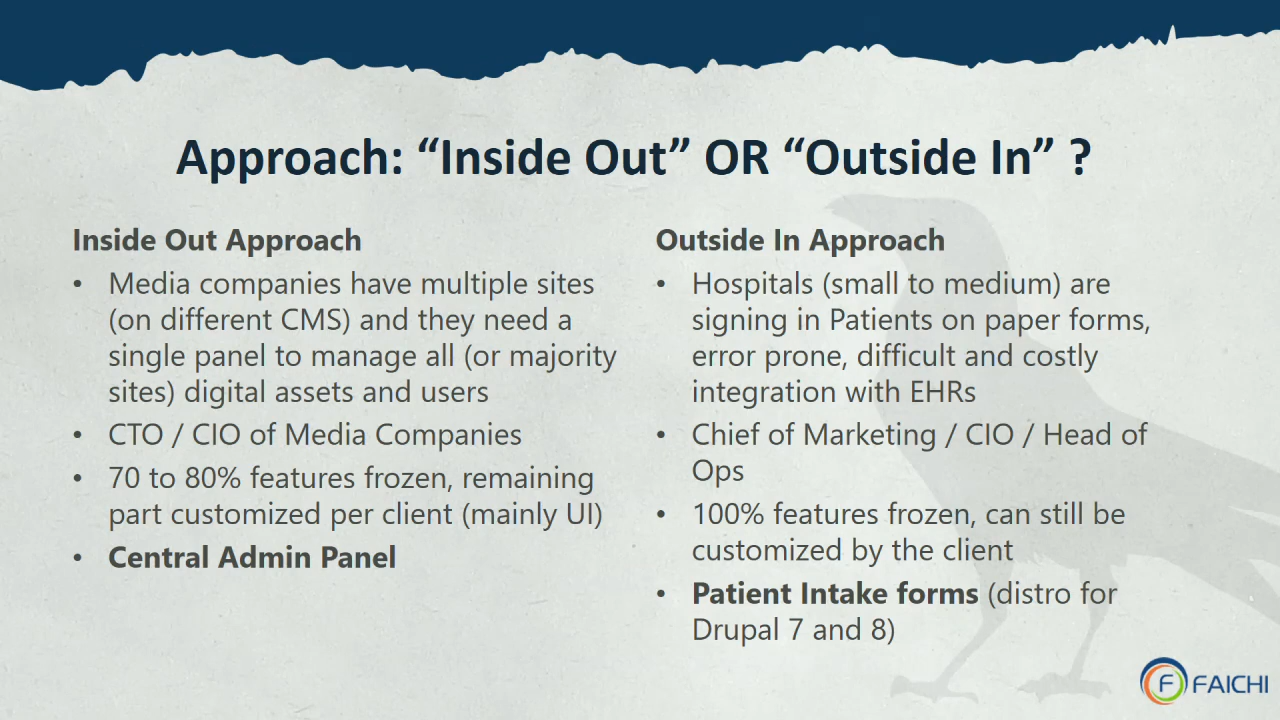 Approach: “Inside Out” OR “Outside In” ?
Inside Out Approach
• Media companies have multiple sites
(on different CMS) and they need a
single panel to manage all (or majority
sites) digital assets and users
• CTO / CIO of Media Companies
• 70 to 80% features frozen, remaining
part customized per client (mainly UI)
• Central Admin Panel
Outside In Approach
• Hospitals (small to medium) are
signing in Patients on paper forms,
error prone, difficult and costly
integration with EHRs
• Chief of Marketing / CIO / Head of
Ops
• 100% features frozen, can still be
customized by the client
• Patient Intake forms (distro for
Drupal 7 and 8)
F FAICHI